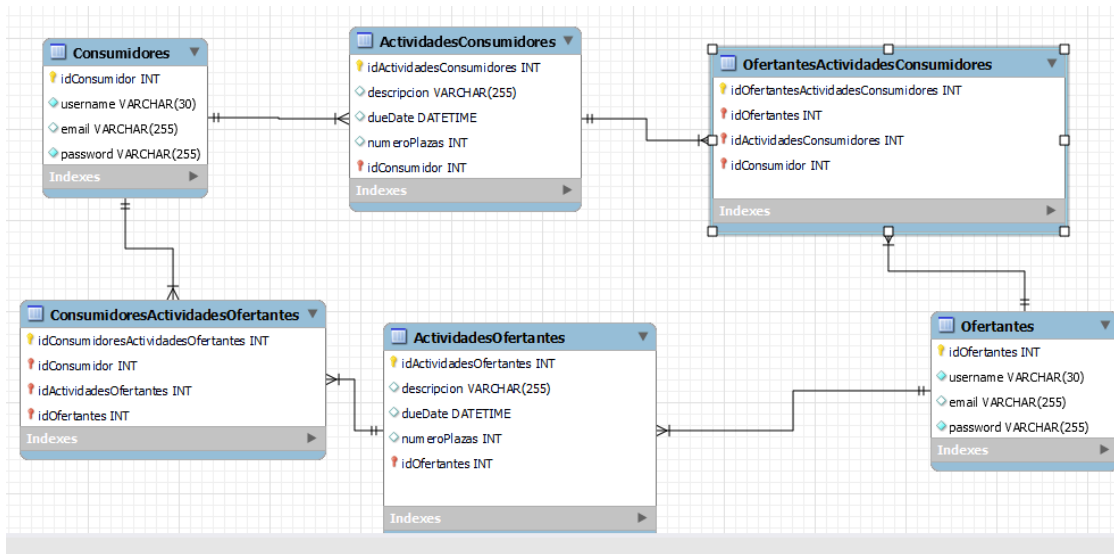 Consumidores
idConsumidor INT
username VARCHAR(30)
email VARCHAR(255)
password VARCHAR(255)
Indexes
ActividadesConsumidores
idActividadesConsumidores INT
descripcion VARCHAR(255)
dueDate DATETIME
numeroPlazas INT
idConsumidor INT
Indexes
OfertantesActividadesConsumidores
idOfertantesActividadesConsumidores INT
idOfertantes INT
idActividadesConsumidores INT
idConsumidor INT
Indexes
ConsumidoresActividadesOfertantes
idConsumidoresActividadesOfertantes INT
idConsumidor INT
idActividadesOfertantes INT
idOfertantes INT
Indexes
ActividadesOfertantes
idActividadesOfertantes INT
descripcion VARCHAR(255)
dueDate DATETIME
numeroPlazas INT
idOfertantes INT
Indexes
Ofertantes
idOfertantes INT
username VARCHAR(30)
email VARCHAR(255)
password VARCHAR(255)
Indexes